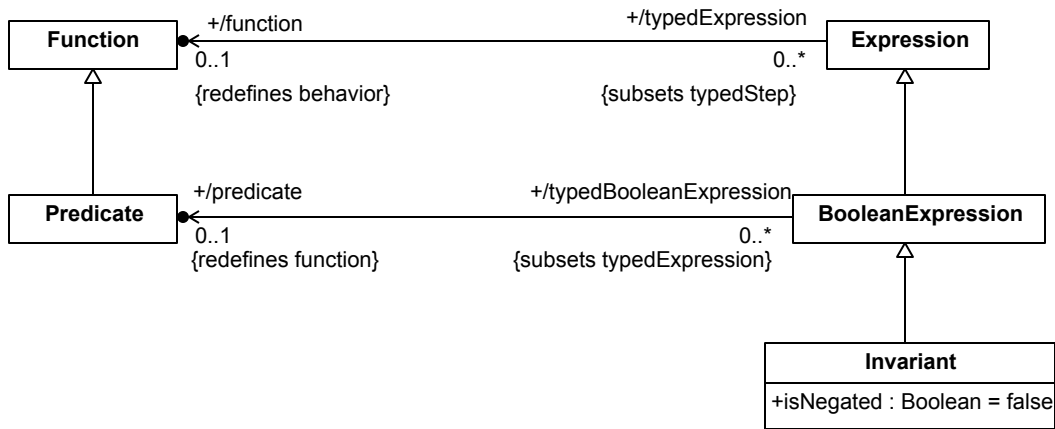 +/function
+/typedExpression
Function
Expression
0..1
0..*
{redefines behavior}
{subsets typedStep}
+/predicate
+/typedBooleanExpression
Predicate
BooleanExpression
0..1
0..*
{redefines function}
{subsets typedExpression}
Invariant
+isNegated : Boolean = false